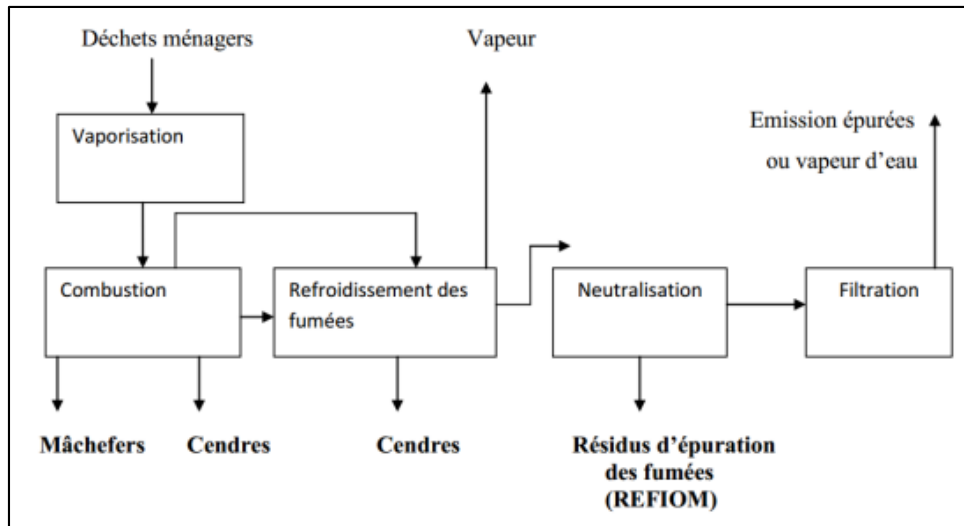 Déchets ménagers
Vapeur
Emission épurées
ou vapeur d'eau
Vaporisation
Combustion
Refroidissement des
fumées
Neutralisation
Filtration
Mâchefers
Cendres
Cendres
Résidus d'épuration
des fumées
(REFIOM)